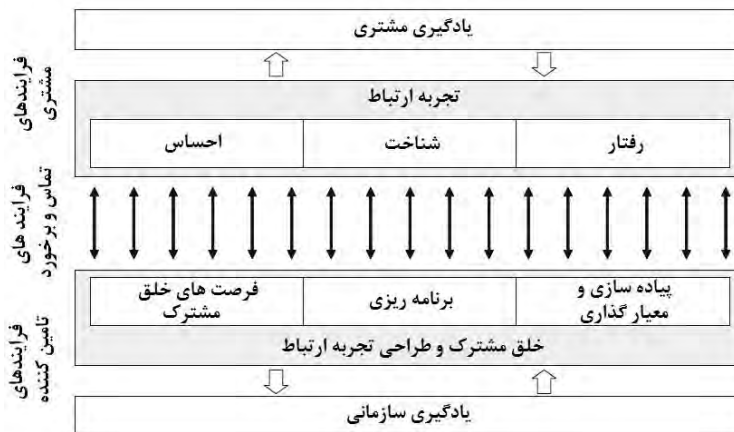 یادگیری مشتری
فرایندهای
مشتری
تجربه ارتباط
رفتار
شناخت
احساس
فرایند های
تماس و برخورد
پیاده سازی و
معیار گذاری
برنامه ریزی
فرصت های خلق
مشترک
خلق مشترک و طراحی تجربه ارتباط
فرایندهای
تامین کننده
یادگیری سازمانی